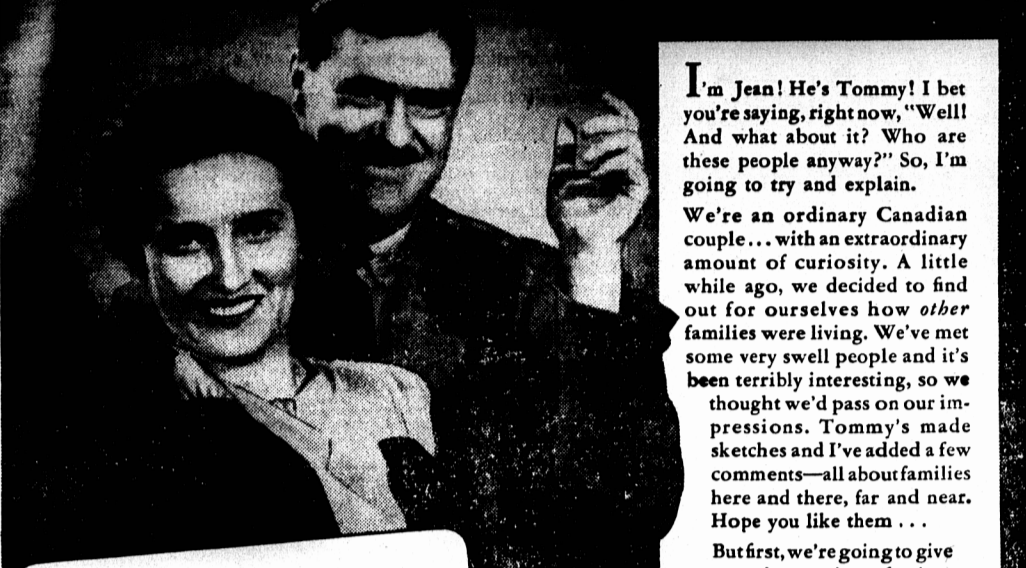 I'm Jean! He's Tommy! I bet
you're saying, right now, "Well!
And what about it? Who are
these people anyway?" So, I'm
going to try and explain.
We're an ordinary Canadian
couple... with an extraordinary
amount of curiosity. A little
while ago, we decided to find
out for ourselves how other
families were living. We've met
some very swell people and it's
been terribly interesting, so we
thought we'd pass on our im-
pressions. Tommy's made
sketches and I've added a few
comments—all about families
here and there, far and near.
Hope you like them . . .
But first, we're going to give